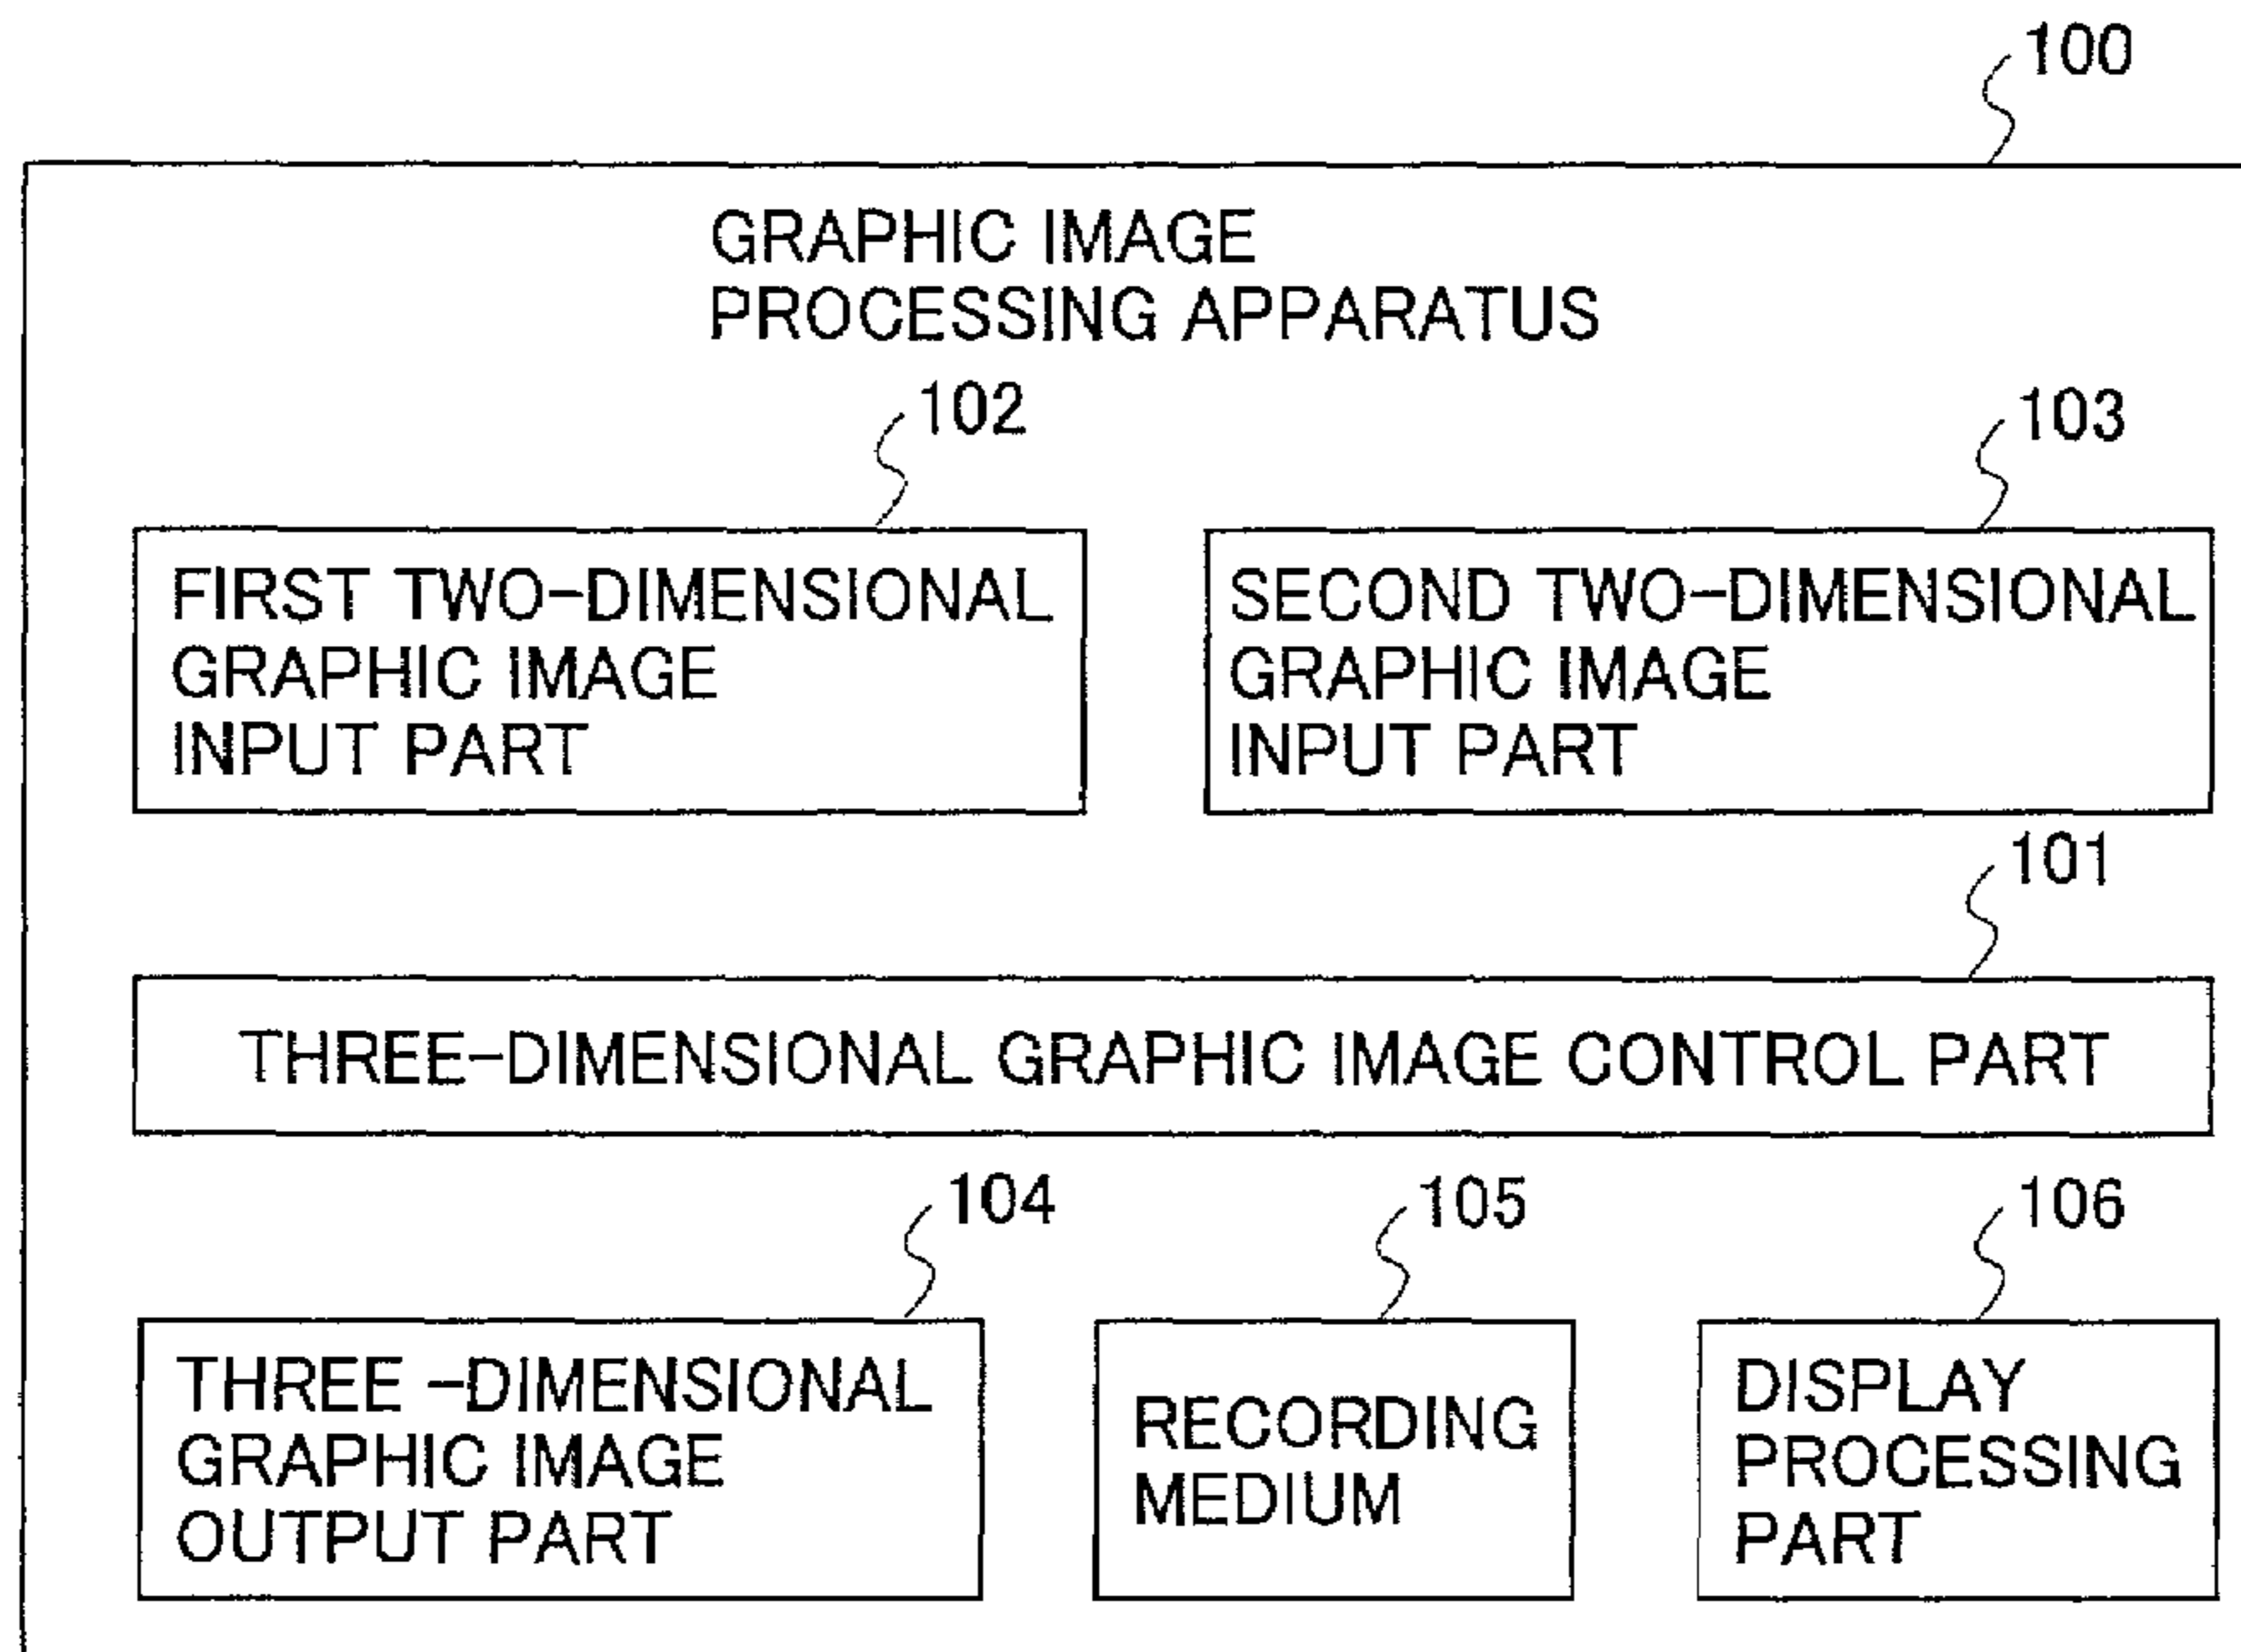 100
GRAPHIC IMAGE
PROCESSING APPARATUS
102
103
FIRST TWO-DIMENSIONAL
GRAPHIC IMAGE
INPUT PART
SECOND TWO-DIMENSIONAL
GRAPHIC IMAGE
INPUT PART
101
THREE-DIMENSIONAL GRAPHIC IMAGE CONTROL PART
104
105
106
THREE -DIMENSIONAL
GRAPHIC IMAGE
OUTPUT PART
RECORDING
MEDIUM
DISPLAY
PROCESSING
PART